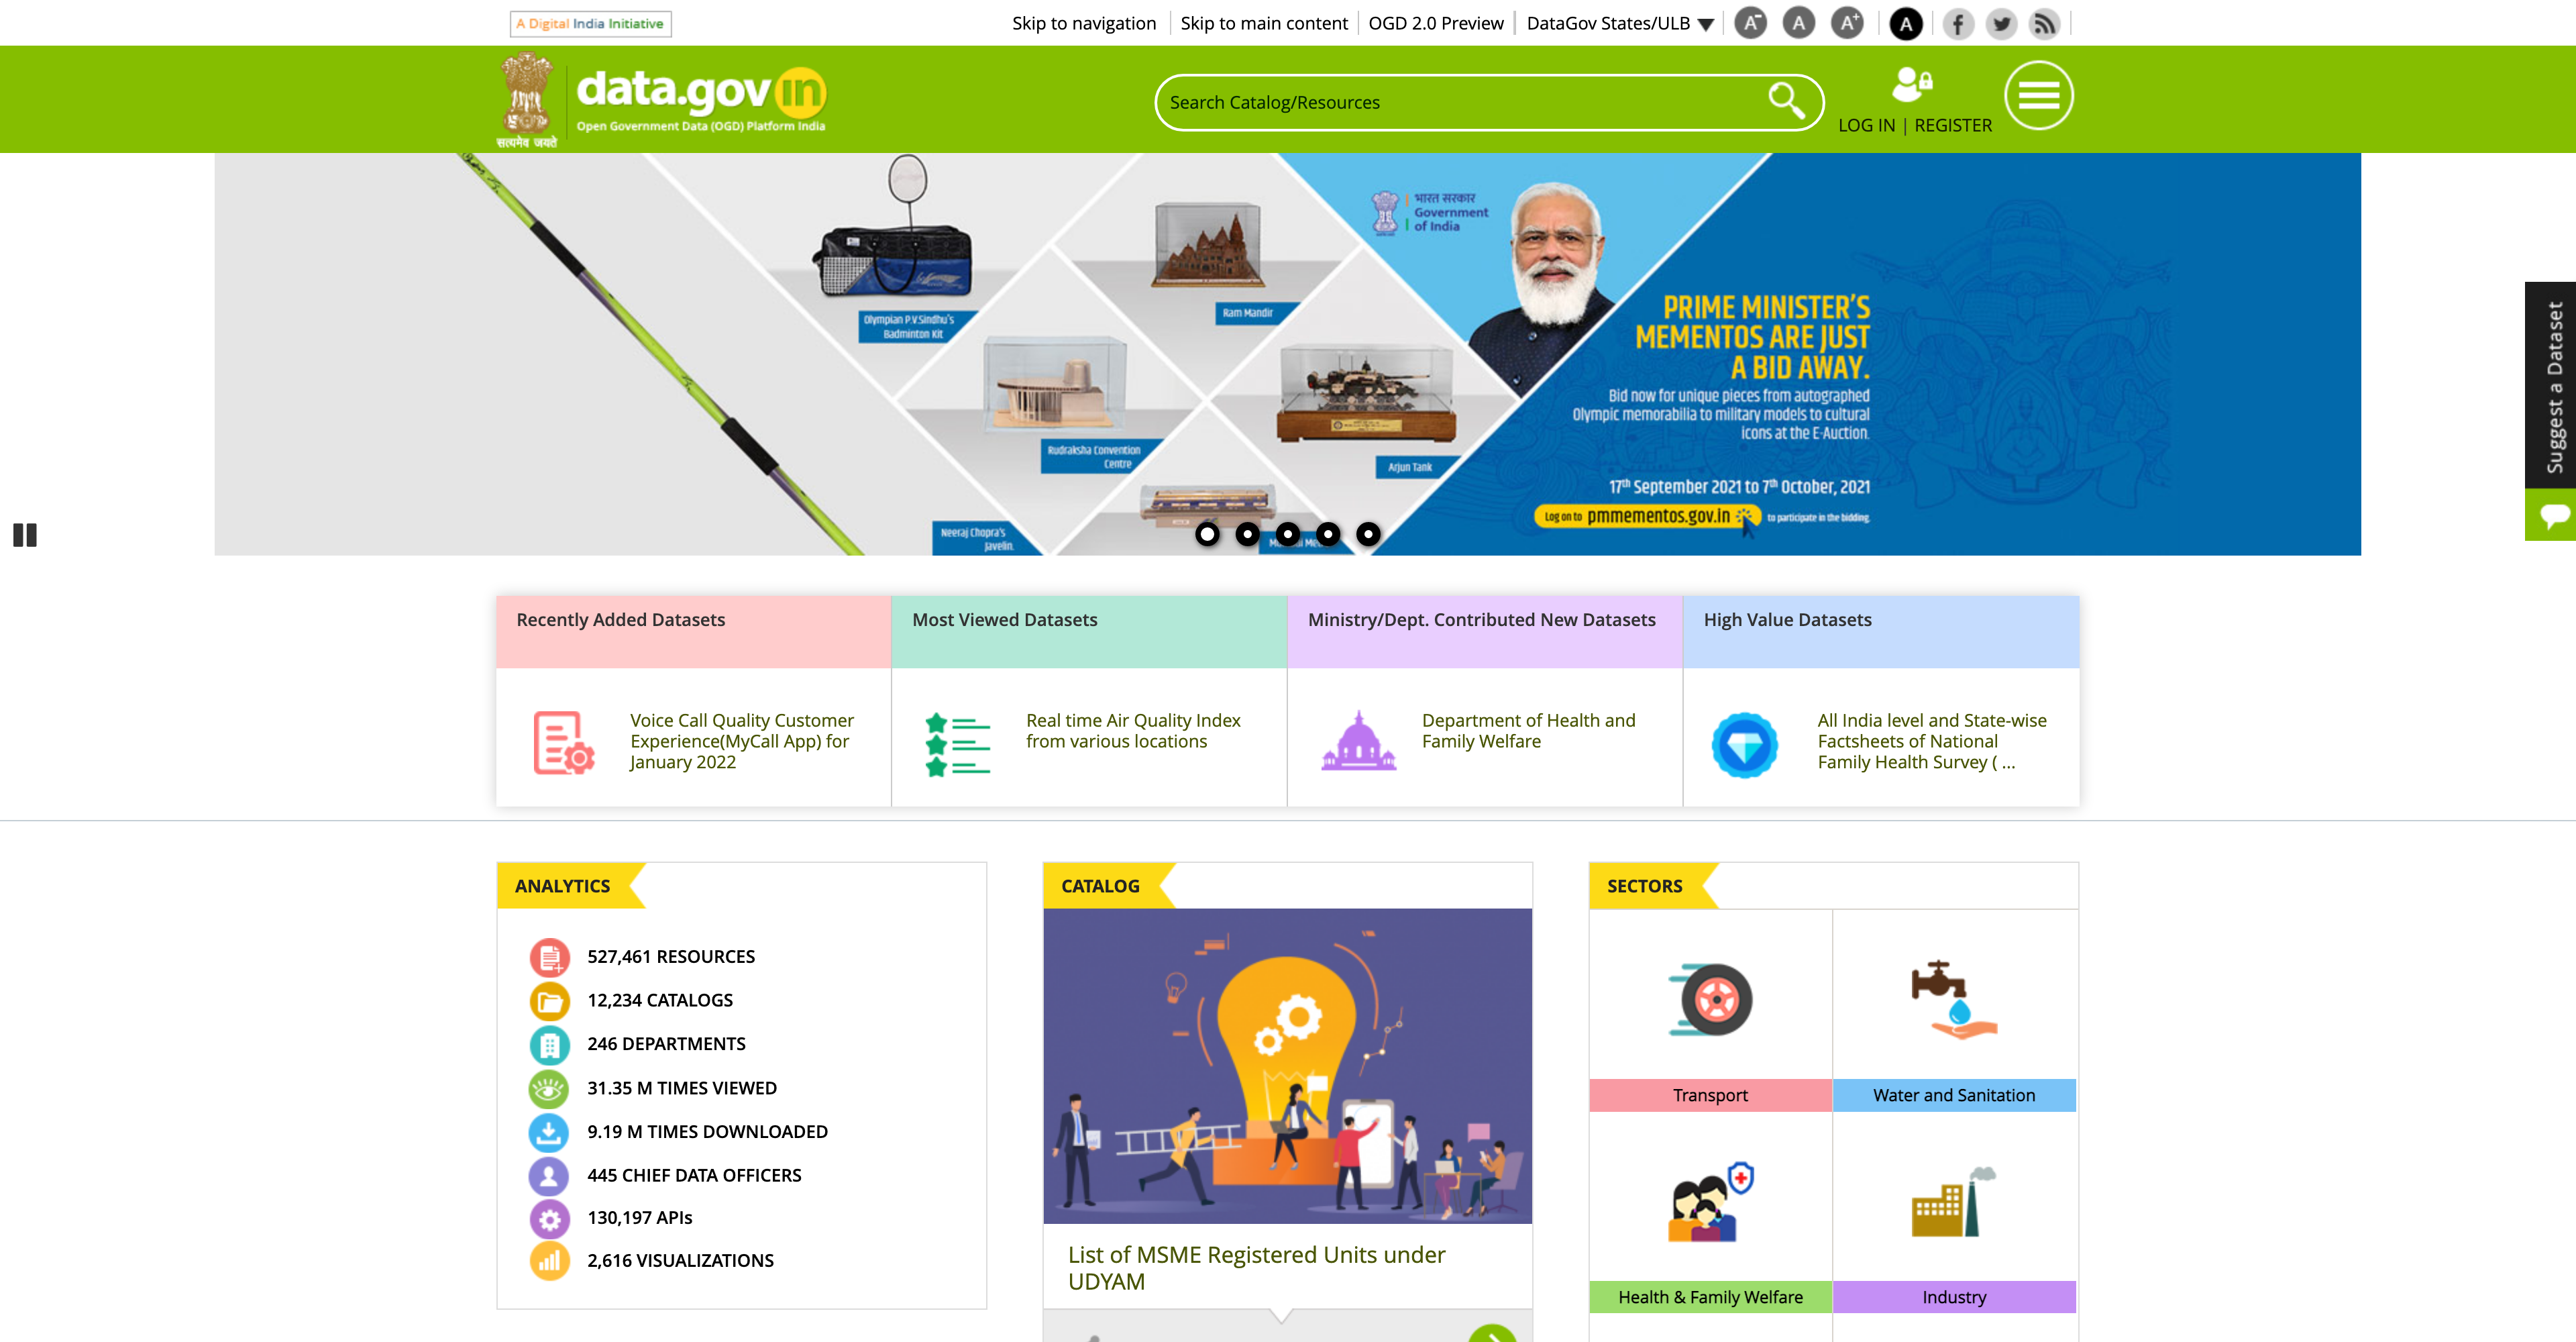 A Digital India Initiative
Skip to navigation
Skip to main content
OGD 2.0 Preview
DataGov States/ULB
A-
A
A+
A
सत्यमेव जयते
data.gov in
Open Government Data (OGD) Platform India
Search Catalog/Resources
LOG IN | REGISTER
Olympian P.V.Sindhu's
Badminton Kit
Ram Mandir
Rudraksha Convention
Centre
Arjun Tank
Neeraj Chopra's
Javelin.
भारत सरकार
Government
of India
PRIME MINISTER'S
MEMENTOS ARE JUST
A BID AWAY.
Bid now for unique pieces from autographed
Olympic memorabilia to military models to cultural
icons at the E-Auction.
17th September 2021 to 7th October, 2021
Log on to pmmementos.gov.in to participate in the bidding.
Suggest a Dataset
Recently Added Datasets
Voice Call Quality Customer
Experience(MyCall App) for
January 2022
Most Viewed Datasets
Real time Air Quality Index
from various locations
Ministry/Dept. Contributed New Datasets
Department of Health and
Family Welfare
High Value Datasets
All India level and State-wise
Factsheets of National
Family Health Survey ( ...
ANALYTICS
527,461 RESOURCES
12,234 CATALOGS
246 DEPARTMENTS
31.35 M TIMES VIEWED
9.19 M TIMES DOWNLOADED
445 CHIEF DATA OFFICERS
130,197 APIs
2,616 VISUALIZATIONS
CATALOG
List of MSME Registered Units under
UDYAM
SECTORS
Transport
Water and Sanitation
Health & Family Welfare
Industry